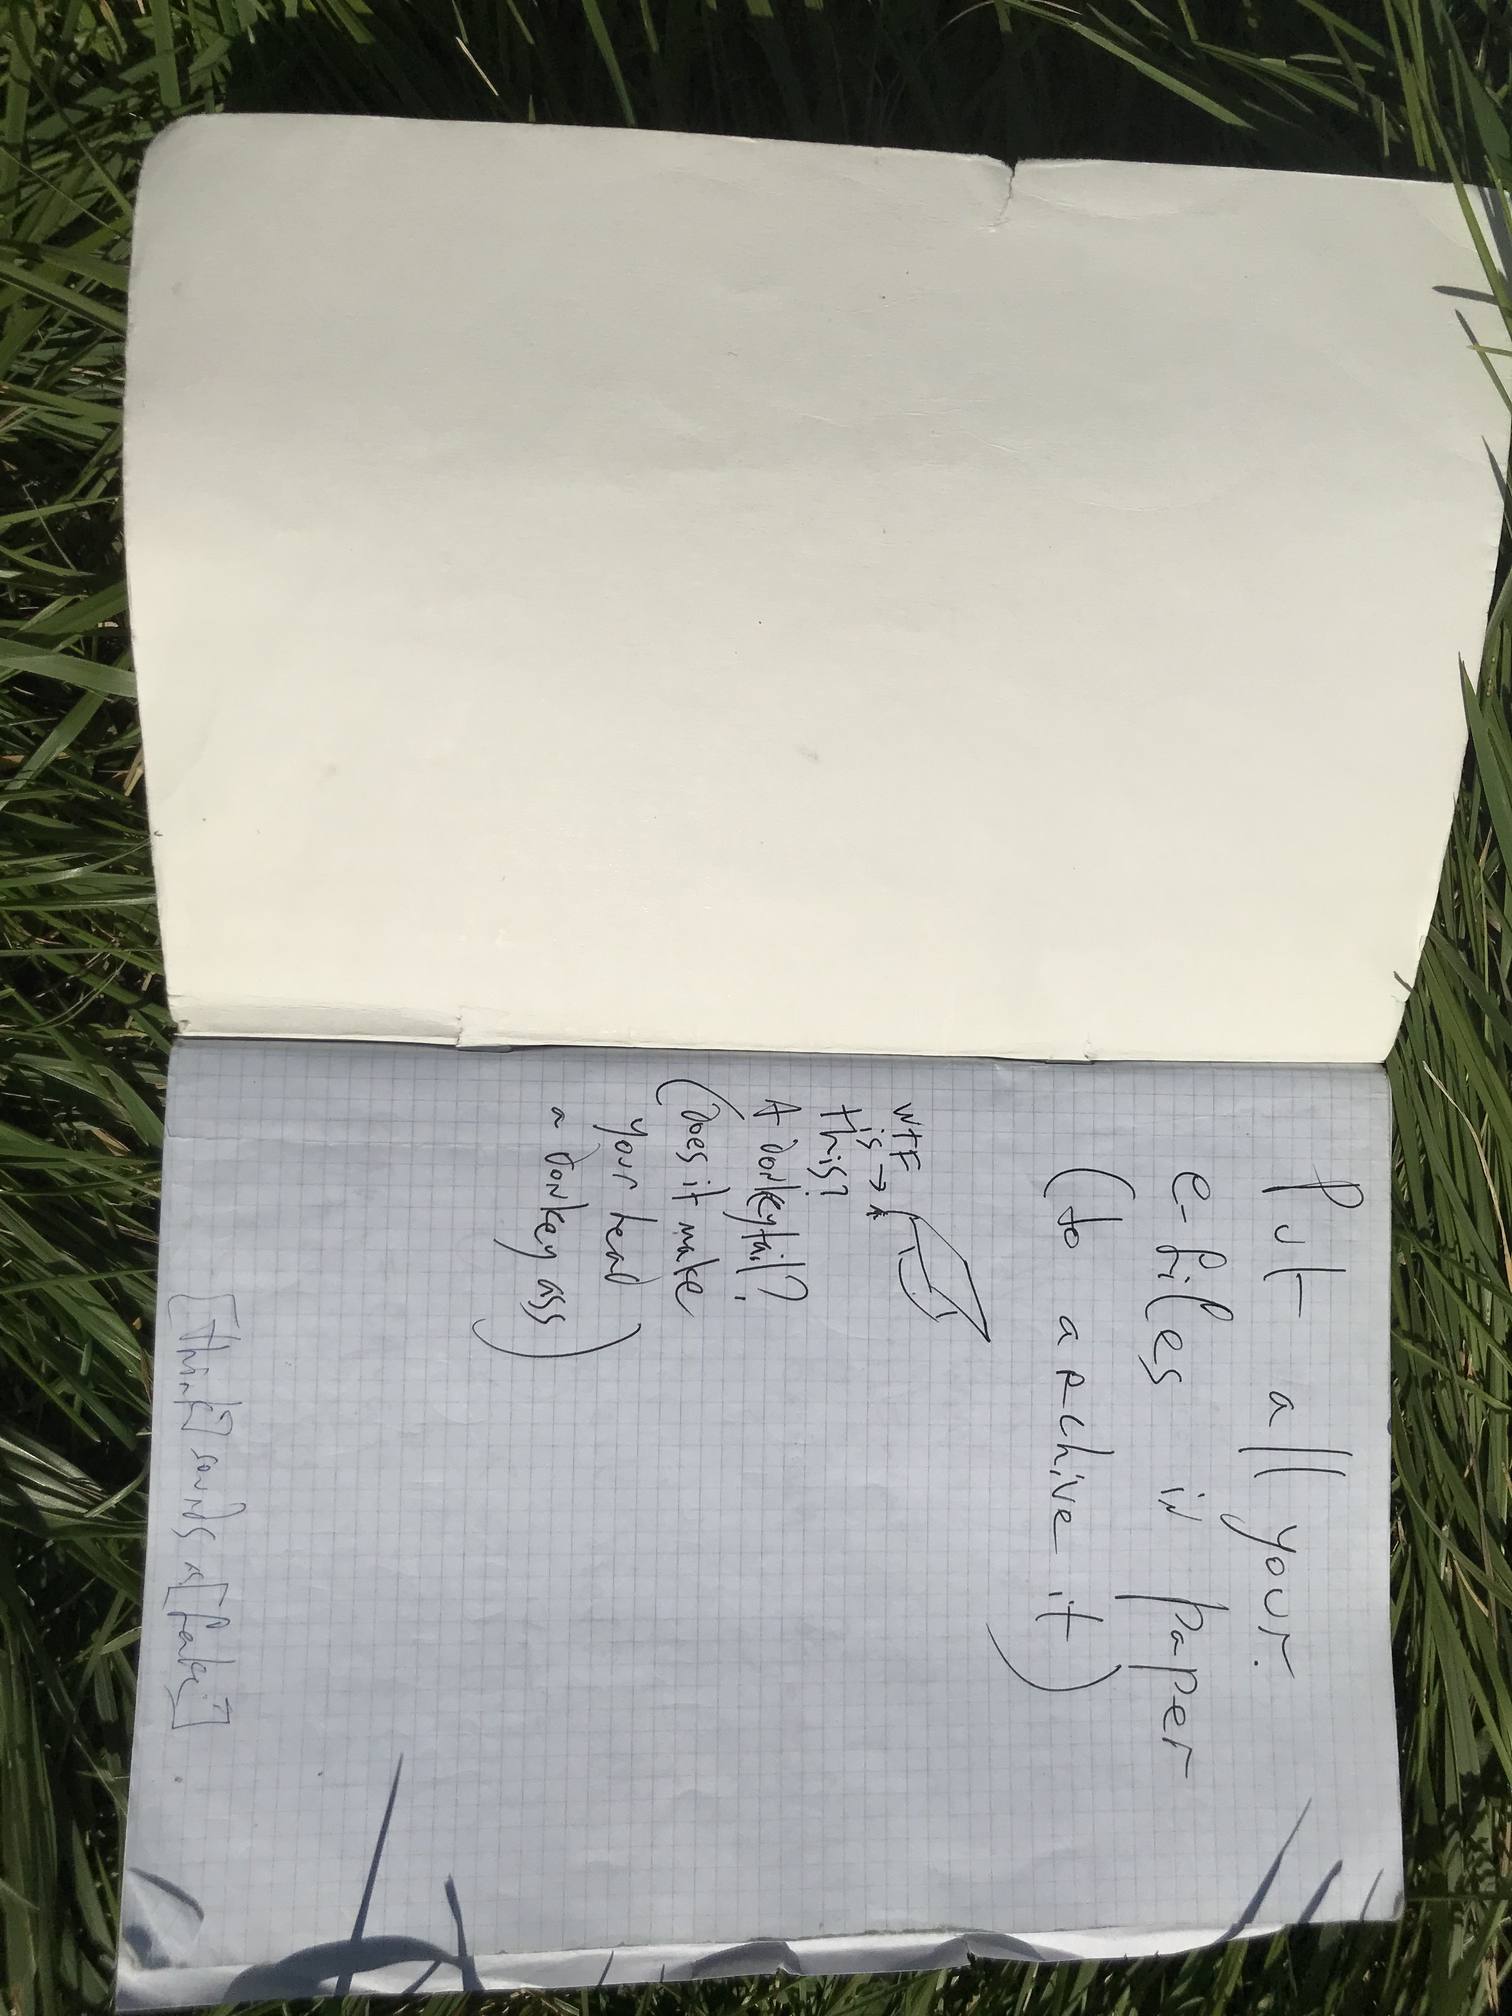 Put all your
e-files in paper
(to archive it)
WTF
is →
this?
A donkeytail?
(Does it make
your head
a donkey ass)
[think] sounds as [fake]